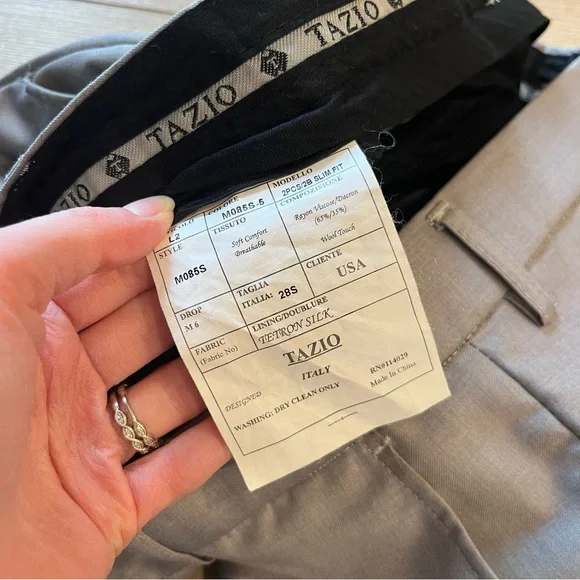 TAZIO
TAZIO
TAZIO
COLORE
MODELLO
L2
M085S-5
2PCS/2B SLIM FIT
STYLE
TISSUTO
COMPOZISIONE
M085S
Soft Comfort
Breathable
Rayon Viscose/Dacron
(65%/35%)
Wool Touch
DROP
M 6
TAGLIA
ITALIA: 28S
CLIENTE
USA
FABRIC
(Fabric No)
LINING/DOUBLURE
TETRON SILK
TAZIO
DESIGNED
ITALY
RN#114029
WASHING: DRY CLEAN ONLY
Made in China